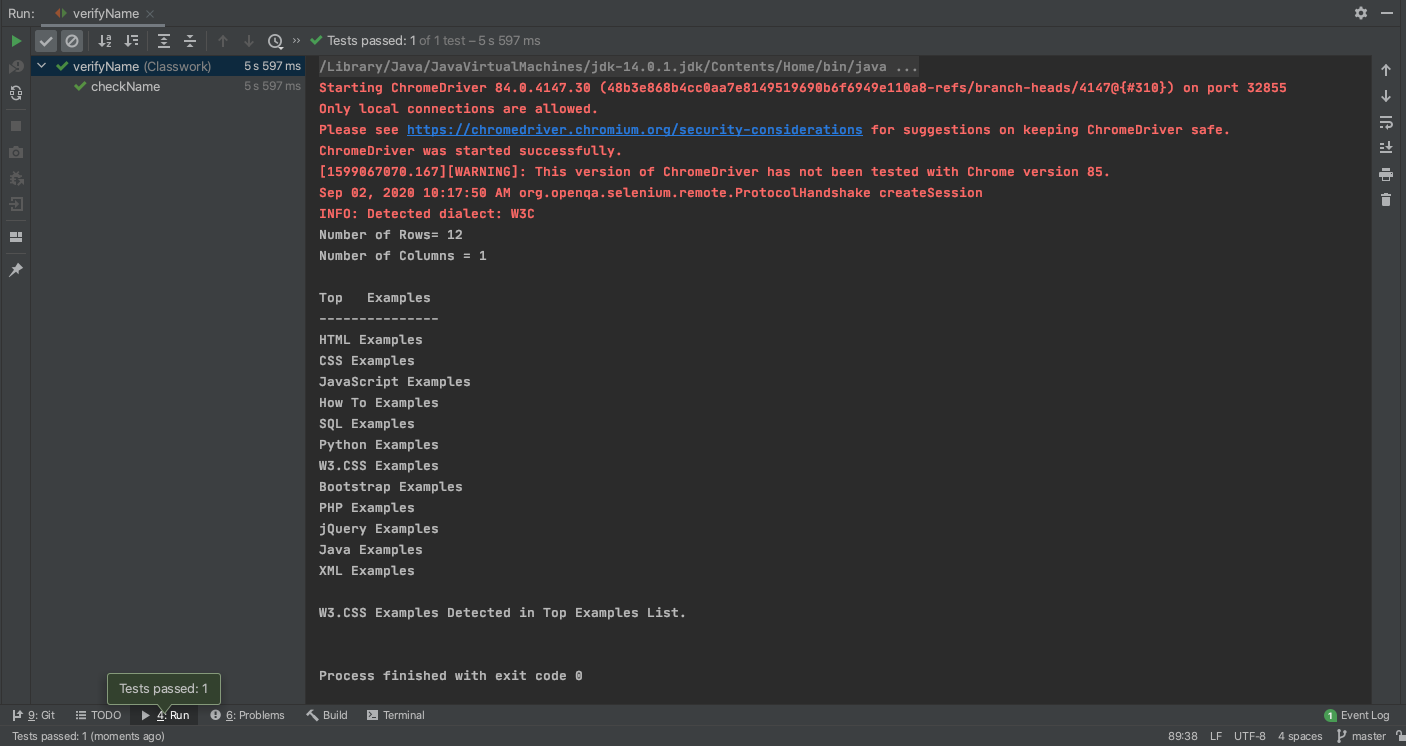 Run: verifyName
Tests passed: 1 of 1 test – 5 s 597 ms
verifyName (Classwork) 5 s 597 ms
checkName 5 s 597 ms
/Library/Java/JavaVirtualMachines/jdk-14.0.1.jdk/Contents/Home/bin/java ...
Starting ChromeDriver 84.0.4147.30 (48b3e868b4cc0aa7e8149519690b6f6949e110a8-refs/branch-heads/4147@{#310}) on port 32855
Only local connections are allowed.
Please see https://chromedriver.chromium.org/security-considerations for suggestions on keeping ChromeDriver safe.
ChromeDriver was started successfully.
[1599067070.167][WARNING]: This version of ChromeDriver has not been tested with Chrome version 85.
Sep 02, 2020 10:17:50 AM org.openqa.selenium.remote.ProtocolHandshake createSession
INFO: Detected dialect: W3C
Number of Rows= 12
Number of Columns = 1
Top   Examples
---------------
HTML Examples
CSS Examples
JavaScript Examples
How To Examples
SQL Examples
Python Examples
W3.CSS Examples
Bootstrap Examples
PHP Examples
jQuery Examples
Java Examples
XML Examples
W3.CSS Examples Detected in Top Examples List.
Process finished with exit code 0
Tests passed: 1
9: Git TODO 4: Run 6: Problems Build Terminal 1 Event Log
Tests passed: 1 (moments ago) 89:38 LF UTF-8 4 spaces master